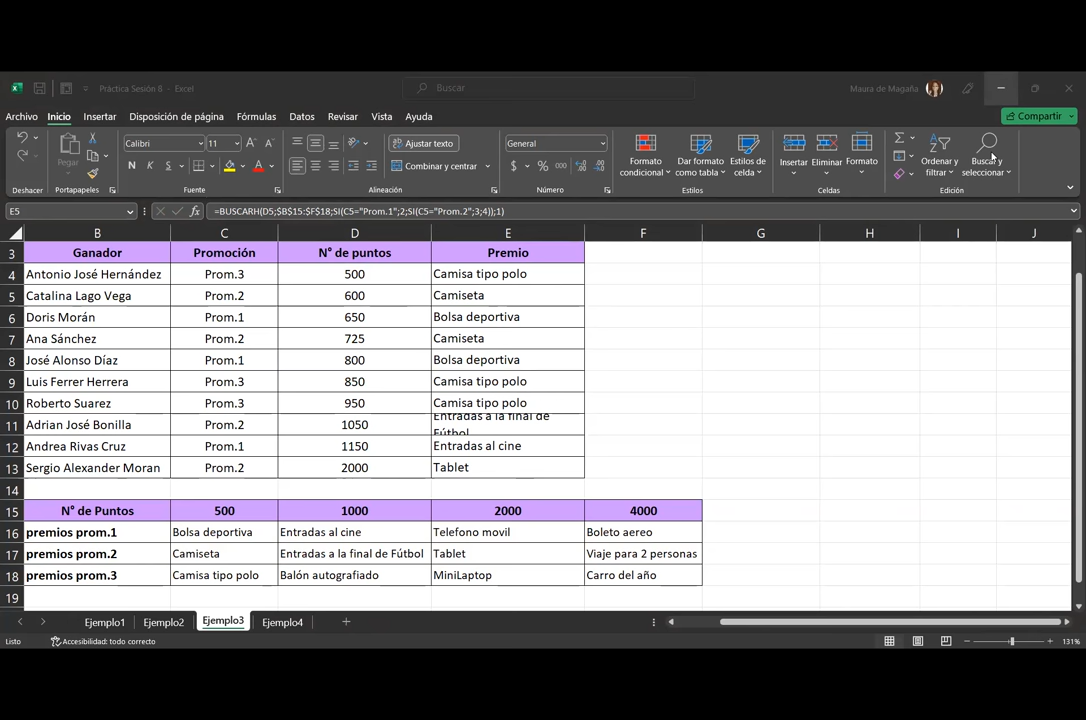 Práctica Sesión 8 - Excel
Buscar
Maura de Magaña
Archivo Inicio Insertar Disposición de página Fórmulas Datos Revisar Vista Ayuda
Compartir
Pegar
Calibri 11
N K S
Ajustar texto
Combinar y centrar
General
$ % 000
Formato condicional
Dar formato como tabla
Estilos de celda
Insertar Eliminar Formato
Ordenar y filtrar
Buscar y seleccionar
Deshacer Portapapeles Fuente Alineación Número Estilos Celdas Edición
E5 fx =BUSCARH(D5;$B$15:$F$18;SI(C5="Prom.1";2;SI(C5="Prom.2";3;4));1)
B C D E F G H I J
3 Ganador Promoción N° de puntos Premio
4 Antonio José Hernández Prom.3 500 Camisa tipo polo
5 Catalina Lago Vega Prom.2 600 Camiseta
6 Doris Morán Prom.1 650 Bolsa deportiva
7 Ana Sánchez Prom.2 725 Camiseta
8 José Alonso Díaz Prom.1 800 Bolsa deportiva
9 Luis Ferrer Herrera Prom.3 850 Camisa tipo polo
10 Roberto Suarez Prom.3 950 Camisa tipo polo
11 Adrian José Bonilla Prom.2 1050 Entradas a la final de Fútbol
12 Andrea Rivas Cruz Prom.1 1150 Entradas al cine
13 Sergio Alexander Moran Prom.2 2000 Tablet
14
15 N° de Puntos 500 1000 2000 4000
16 premios prom.1 Bolsa deportiva Entradas al cine Telefono movil Boleto aereo
17 premios prom.2 Camiseta Entradas a la final de Fútbol Tablet Viaje para 2 personas
18 premios prom.3 Camisa tipo polo Balón autografiado MiniLaptop Carro del año
19
Ejemplo1 Ejemplo2 Ejemplo3 Ejemplo4
Listo Accesibilidad: todo correcto 131%